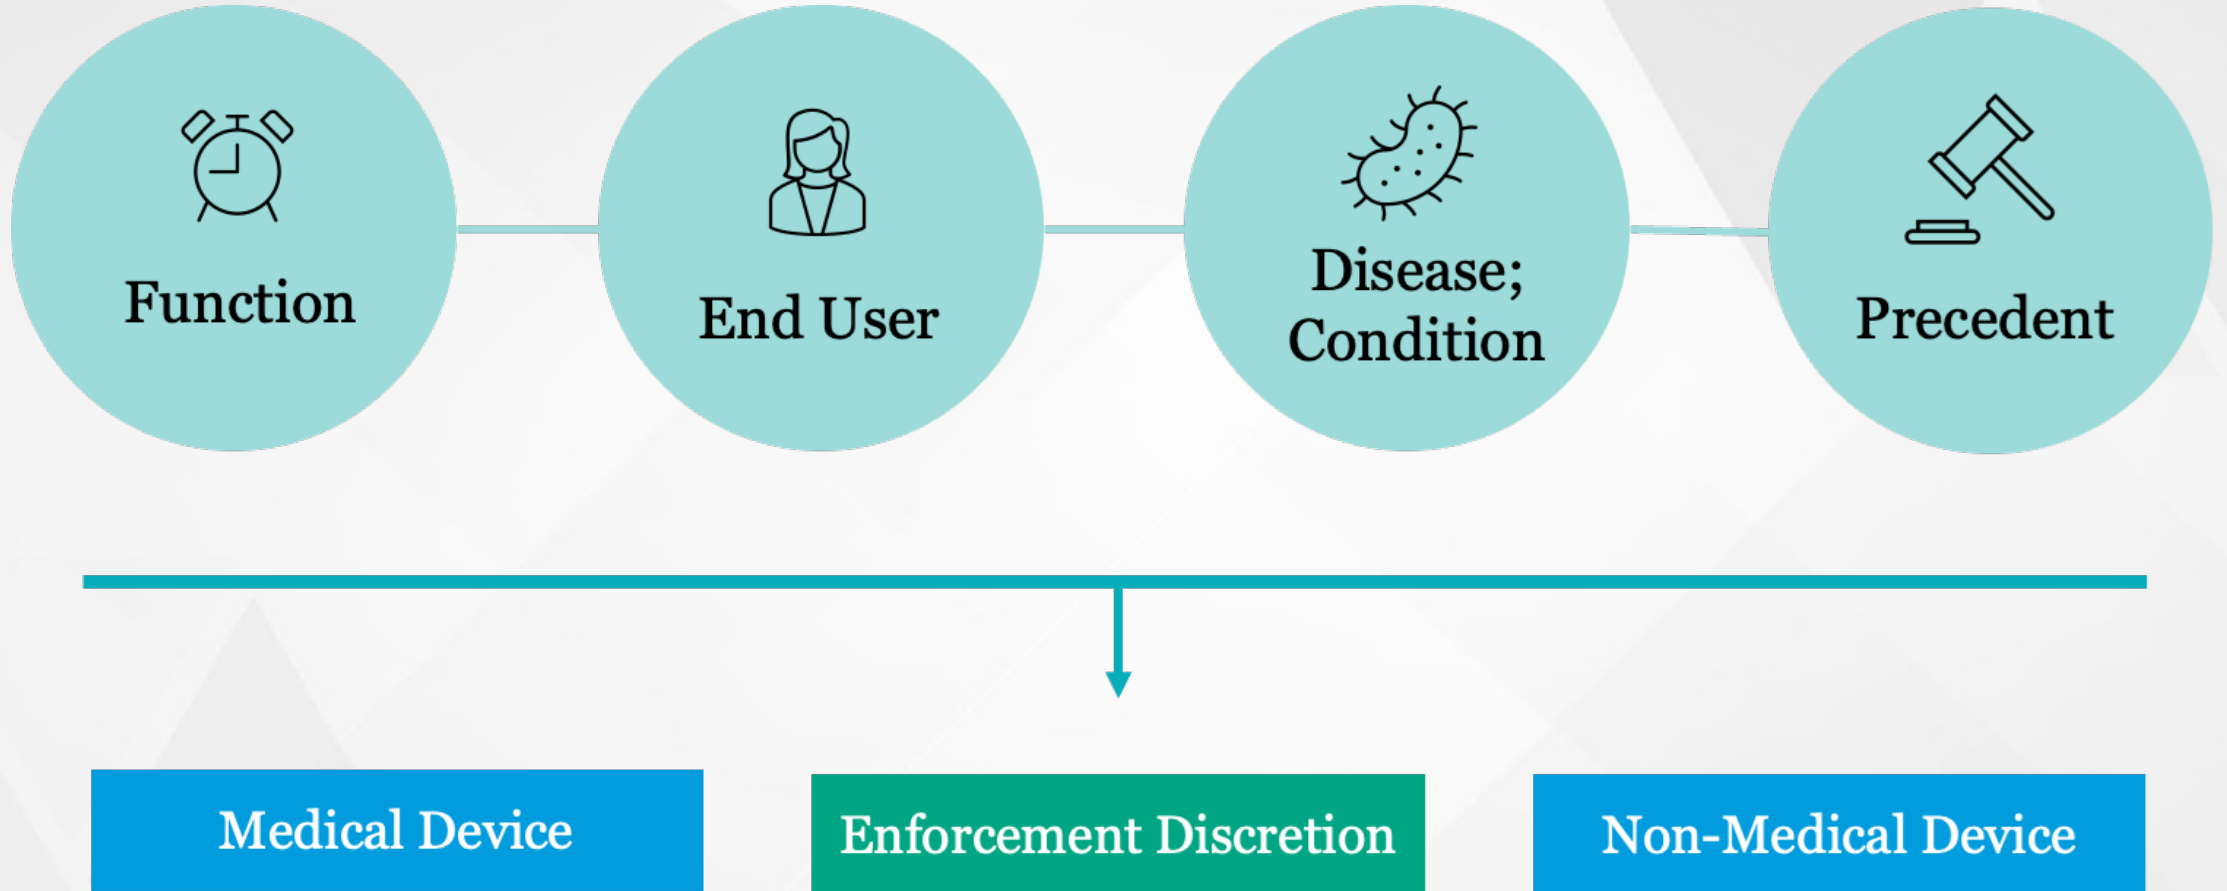 Function
End User
Disease;
Condition
Precedent
Medical Device
Enforcement Discretion
Non-Medical Device